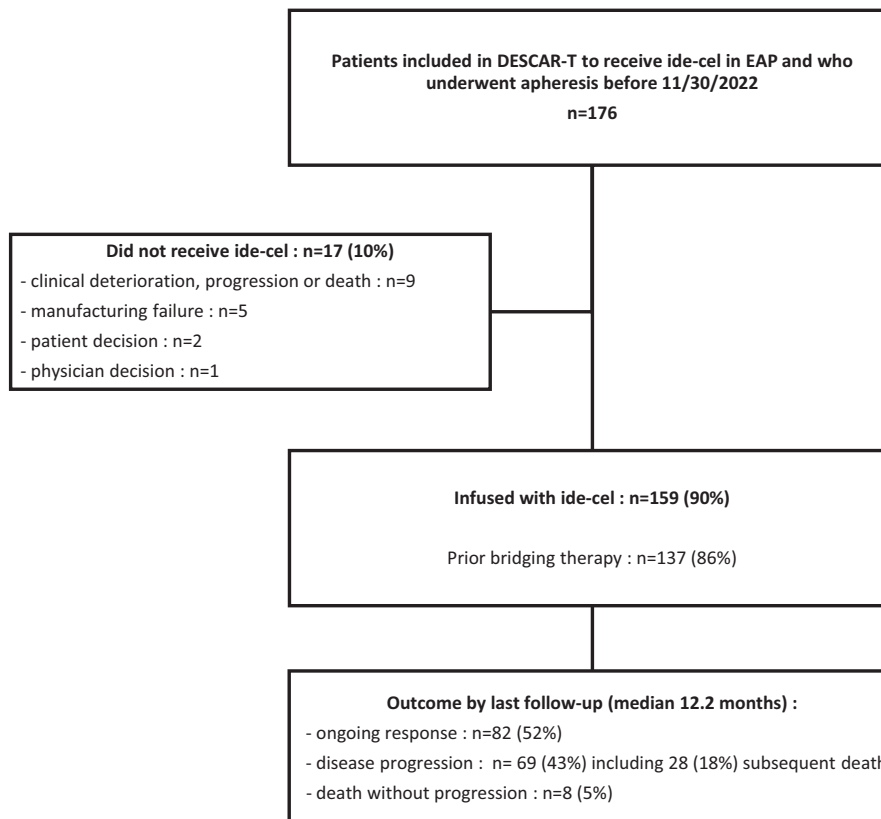 Patients included in DESCAR-T to receive ide-cel in EAP and who
underwent apheresis before 11/30/2022
n=176
Did not receive ide-cel : n=17 (10%)
- clinical deterioration, progression or death : n=9
- manufacturing failure : n=5
- patient decision : n=2
- physician decision : n=1
Infused with ide-cel : n=159 (90%)
Prior bridging therapy : n=137 (86%)
Outcome by last follow-up (median 12.2 months) :
- ongoing response : n=82 (52%)
- disease progression : n= 69 (43%) including 28 (18%) subsequent death
- death without progression : n=8 (5%)